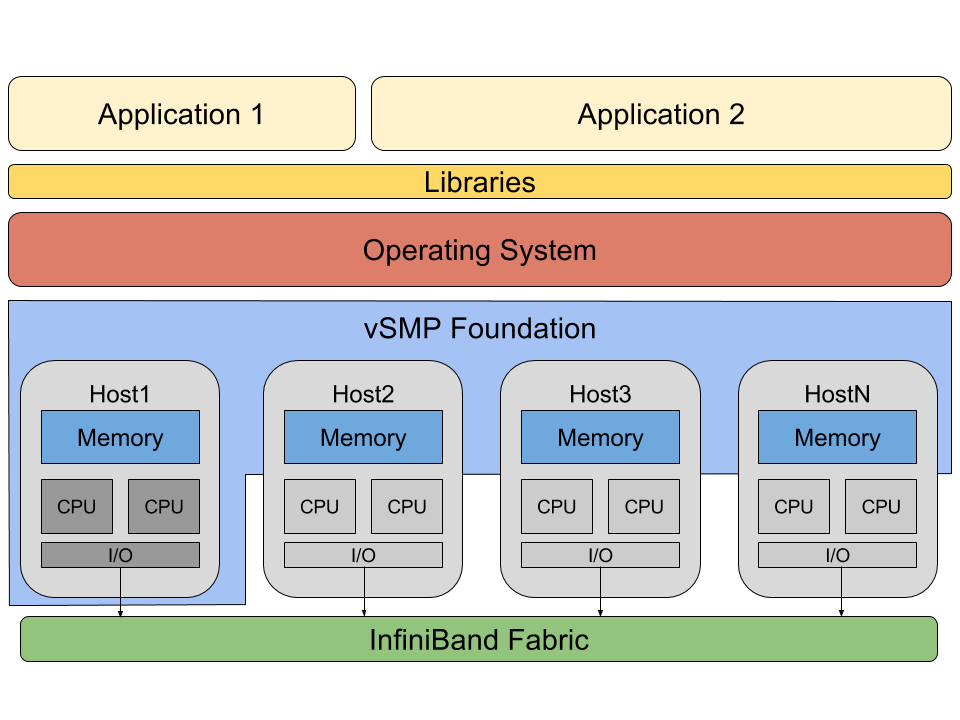 Application 1
Application 2
Libraries
Operating System
vSMP Foundation
Host1
Host2
Host3
HostN
Memory
Memory
Memory
Memory
CPU
CPU
CPU
CPU
CPU
CPU
CPU
CPU
I/O
I/O
I/O
I/O
InfiniBand Fabric